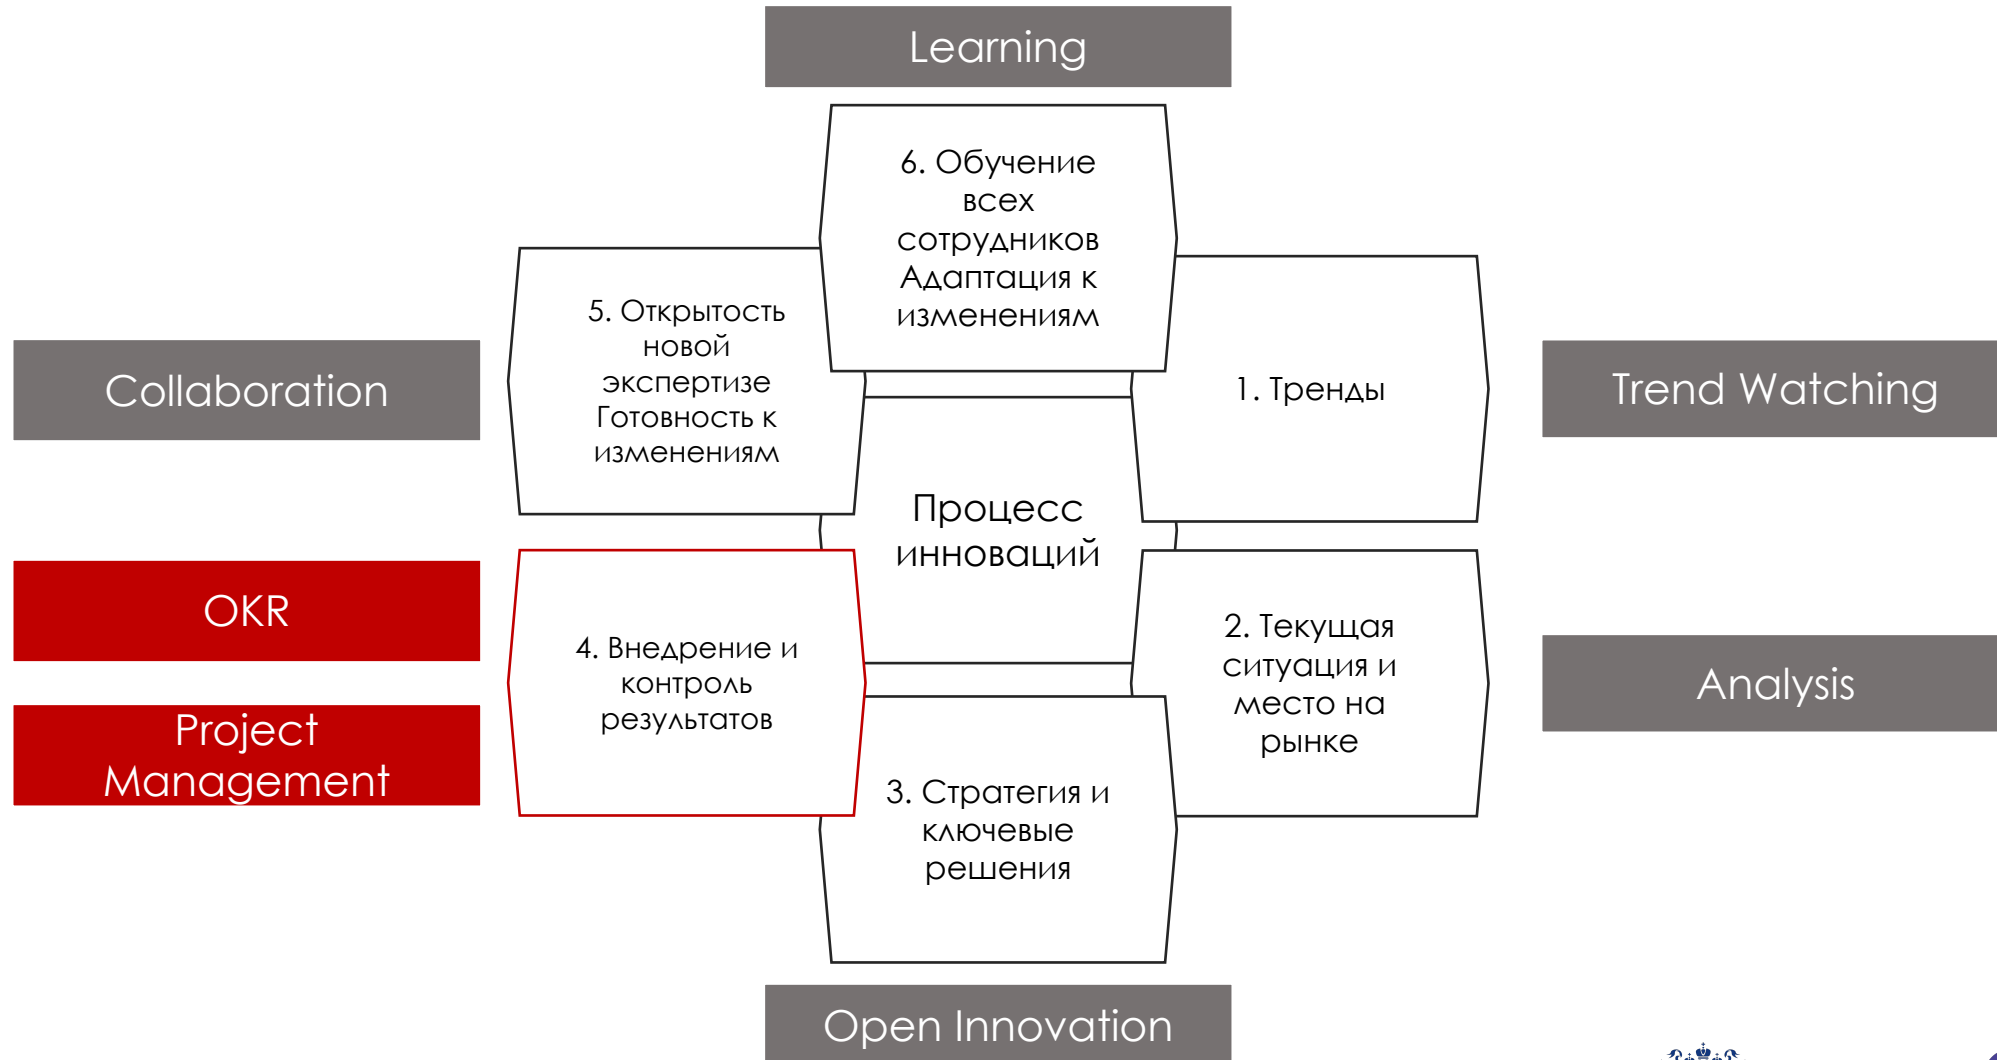 Learning
6. Обучение
всех
сотрудников
Адаптация к
изменениям
5. Открытость
новой
экспертизе
Готовность к
изменениям
1. Тренды
Collaboration
Trend Watching
Процесс
инноваций
OKR
Project
Management
4. Внедрение и
контроль
результатов
2. Текущая
ситуация и
место на
рынке
Analysis
3. Стратегия и
ключевые
решения
Open Innovation